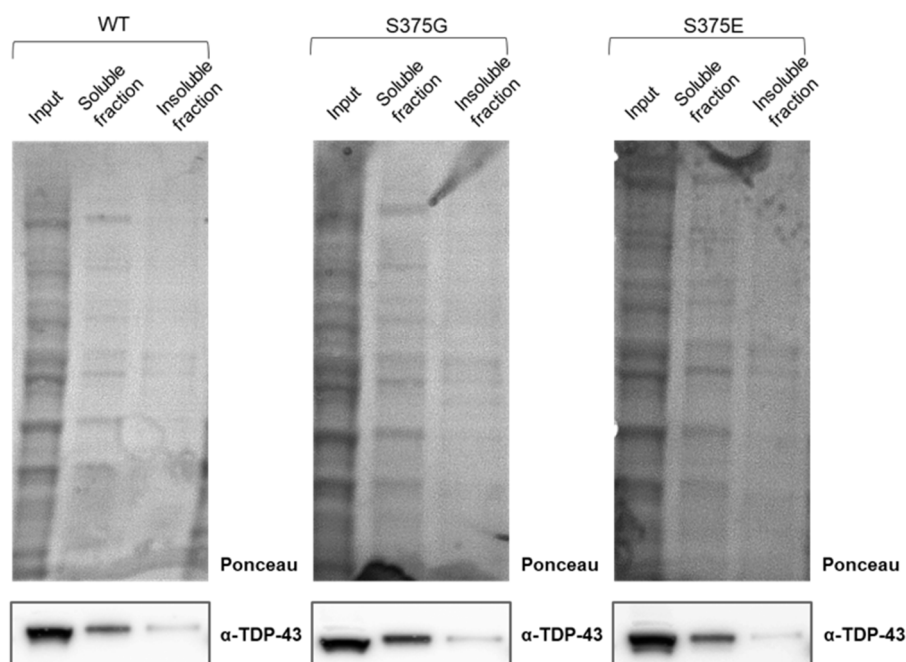 WT S375G S375E
Input Soluble fraction Insoluble fraction Input Soluble fraction Insoluble fraction Input Soluble fraction Insoluble fraction
Ponceau Ponceau Ponceau
α-TDP-43 α-TDP-43 α-TDP-43